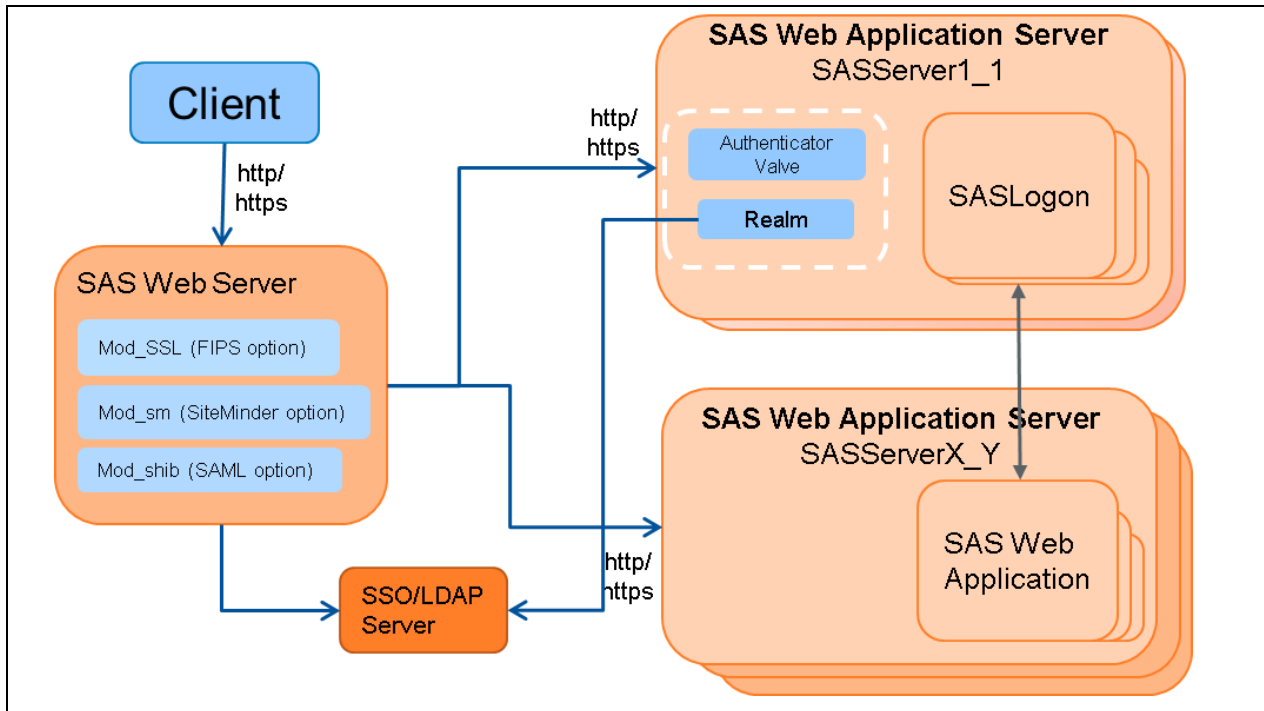 Client
http/
https
SAS Web Server
Mod_SSL (FIPS option)
Mod_sm (SiteMinder option)
Mod_shib (SAML option)
SSO/LDAP
Server
http/
https
SAS Web Application Server
SASServer1_1
Authenticator
Valve
Realm
SASLogon
http/
https
SAS Web Application Server
SASServerX_Y
SAS Web
Application